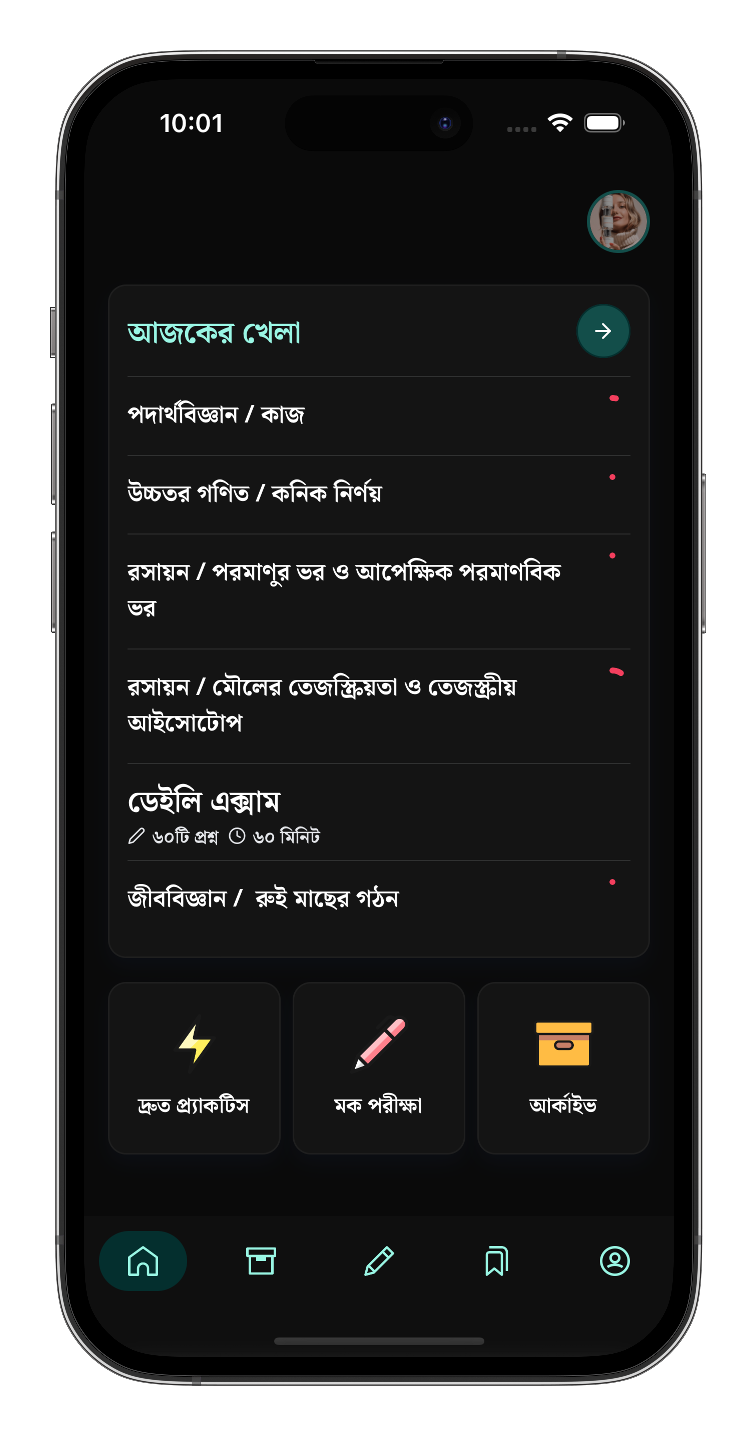 10:01
আজকের খেলা
পদার্থবিজ্ঞান / কাজ
উচ্চতর গণিত / কনিক নির্ণয়
রসায়ন / পরমাণুর ভর ও আপেক্ষিক পরমাণবিক
ভর
রসায়ন / মৌলের তেজস্ক্রিয়তা ও তেজস্ক্রীয়
আইসোটোপ
ডেইলি এক্সাম
৬০টি প্রশ্ন ৬০ মিনিট
জীববিজ্ঞান / রুই মাছের গঠন
দ্রুত প্র্যাকটিস
মক পরীক্ষা
আর্কাইভ